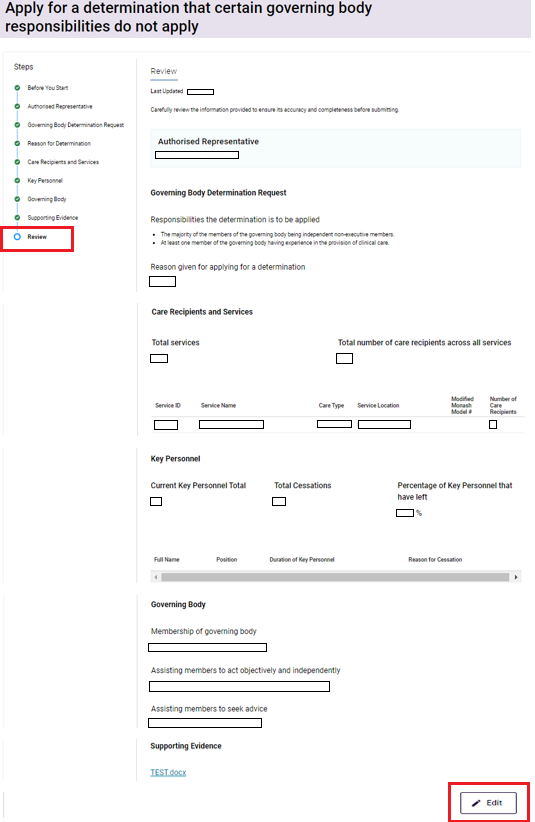 Apply for a determination that certain governing body
responsibilities do not apply
Steps
Before You Start
Authorised Representative
Governing Body Determination Request
Reason for Determination
Care Recipients and Services
Key Personnel
Governing Body
Supporting Evidence
Review
Review
Last Updated
Carefully review the information provided to ensure its accuracy and completeness before submitting.
Authorised Representative
Governing Body Determination Request
Responsibilities the determination is to be applied
The majority of the members of the governing body being independent non-executive members.
At least one member of the governing body having experience in the provision of clinical care.
Reason given for applying for a determination
Care Recipients and Services
Total services
Total number of care recipients across all services
Service ID
Service Name
Care Type
Service Location
Modified
Monash
Model #
Number of
Care
Recipients
Key Personnel
Current Key Personnel Total
Total Cessations
Percentage of Key Personnel that
have left
%
Full Name
Position
Duration of Key Personnel
Reason for Cessation
Governing Body
Membership of governing body
Assisting members to act objectively and independently
Assisting members to seek advice
Supporting Evidence
TEST.docx
Edit